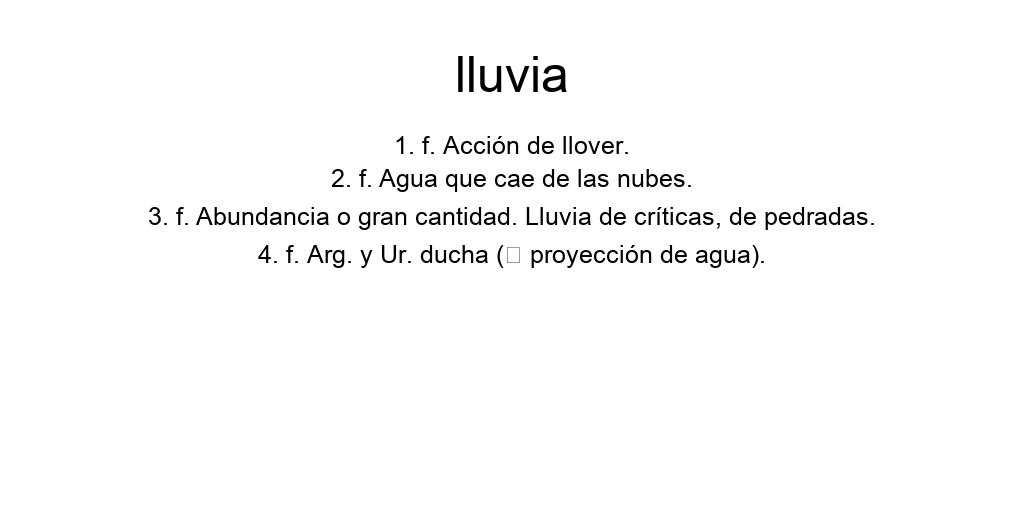 lluvia
1. f. Acción de llover.
2. f. Agua que cae de las nubes.
3. f. Abundancia o gran cantidad. Lluvia de críticas, de pedradas.
4. f. Arg. y Ur. ducha (□ proyección de agua).